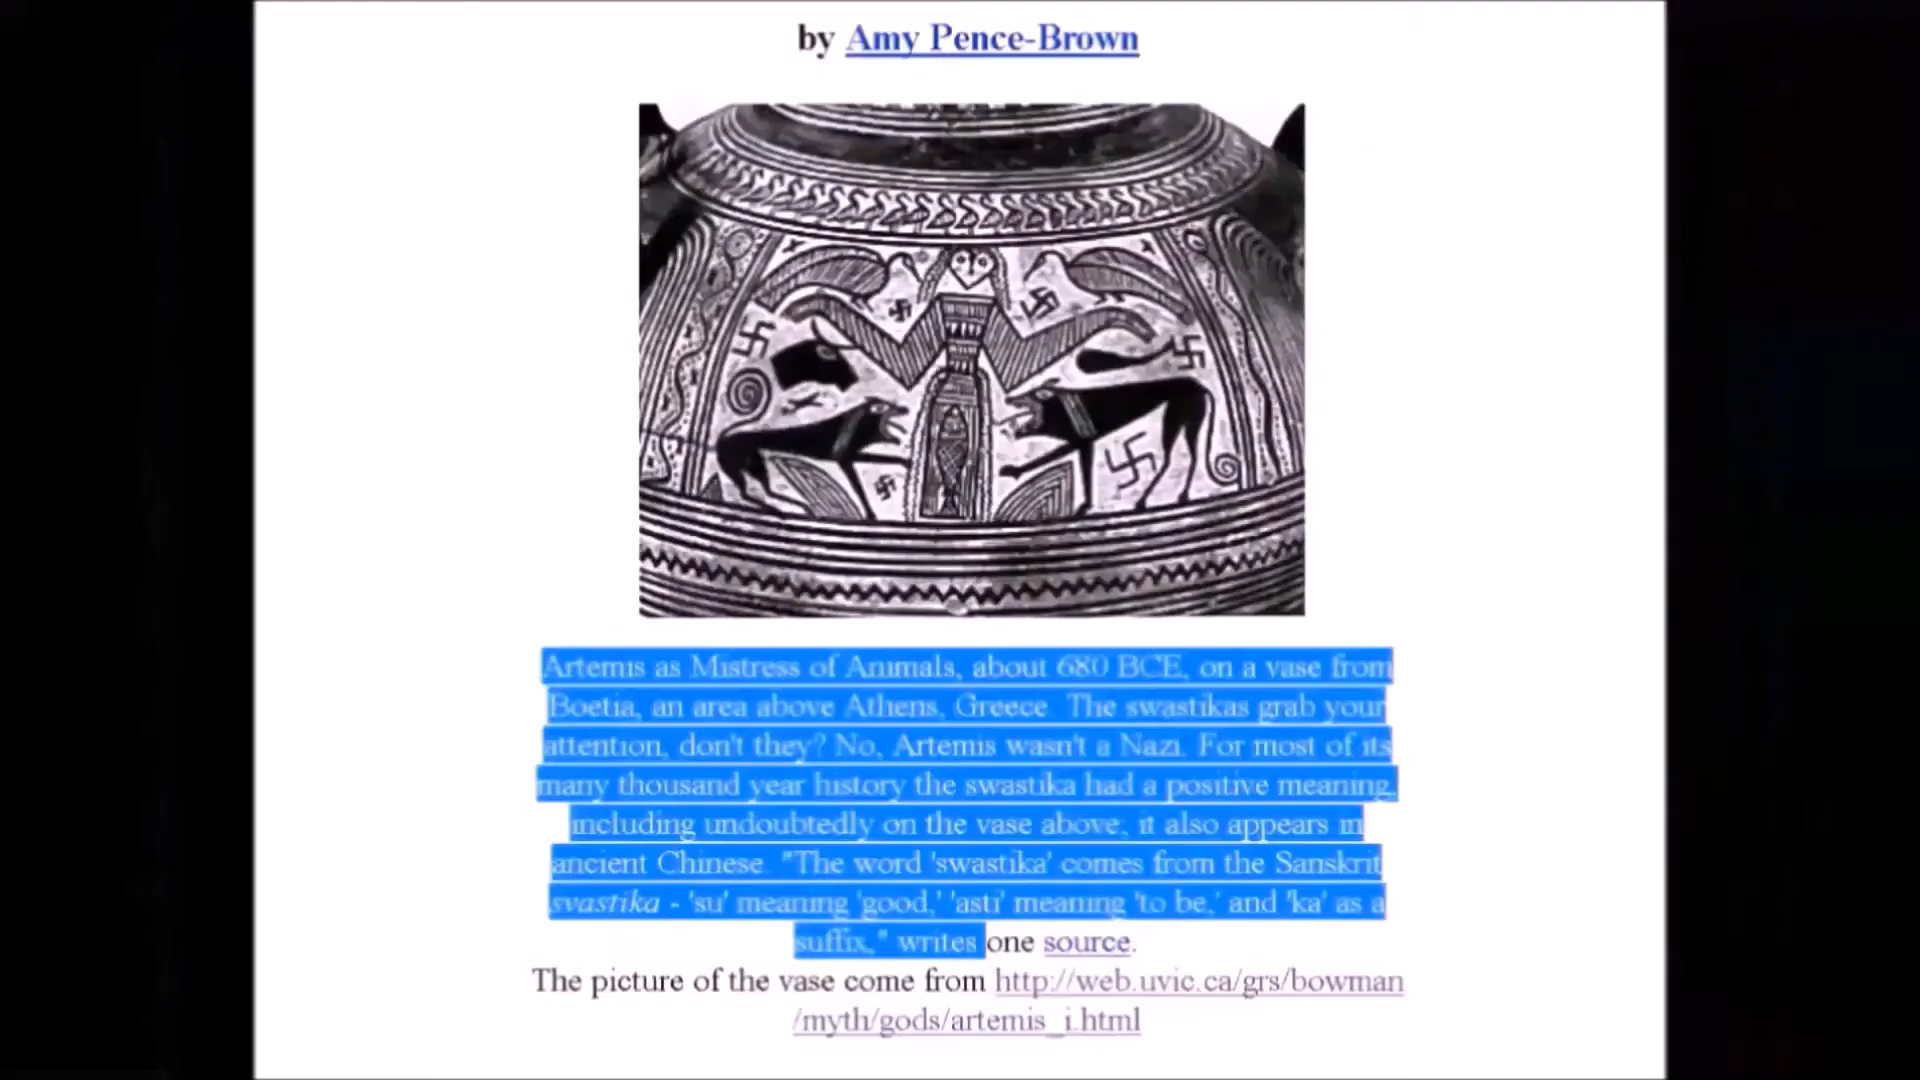 by Amy Pence-Brown
Artemis as Mistress of Animals, about 680 BCE, on a vase from
Boetia, an area above Athens, Greece  The swastikas grab your
attention, don't they? No, Artemis wasn't a Nazi. For most of its
many thousand year history the swastika had a positive meaning,
including undoubtedly on the vase above; it also appears in
ancient Chinese. "The word 'swastika' comes from the Sanskrit
svastika - 'su' meaning 'good,' 'asti' meaning 'to be,' and 'ka' as a
suffix," writes one source.
The picture of the vase come from http://web.uvic.ca/grs/bowman
/myth/gods/artemis_i.html